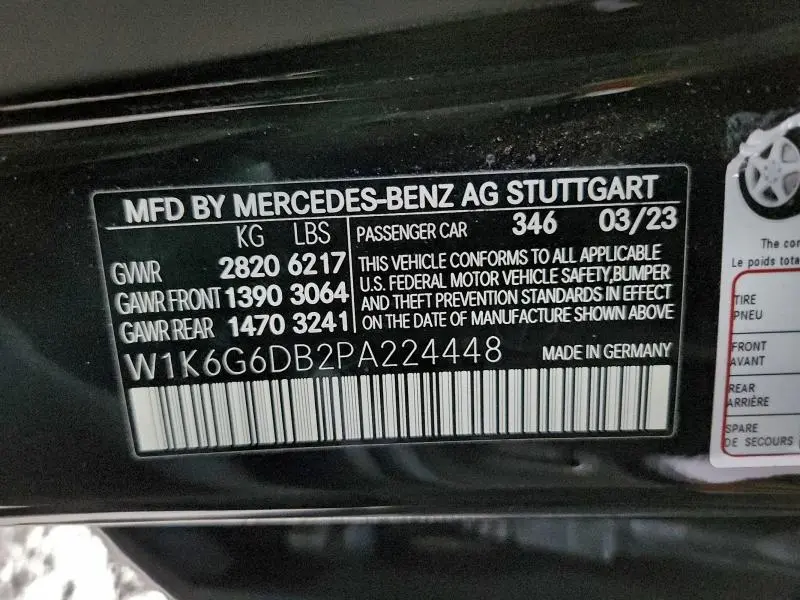 MFD BY MERCEDES-BENZ AG STUTTGART
KG LBS
GVWR 2820 6217
GAWR FRONT 1390 3064
GAWR REAR 1470 3241
PASSENGER CAR 346 03/23
THIS VEHICLE CONFORMS TO ALL APPLICABLE
U.S. FEDERAL MOTOR VEHICLE SAFETY,BUMPER
AND THEFT PREVENTION STANDARDS IN EFFECT
ON THE DATE OF MANUFACTURE SHOWN ABOVE
W1K6G6DB2PA224448 MADE IN GERMANY
The
Le poids
TIRE
PNEU
FRONT
AVANT
REAR
ARRIÈRE
SPARE
DE SECOURS